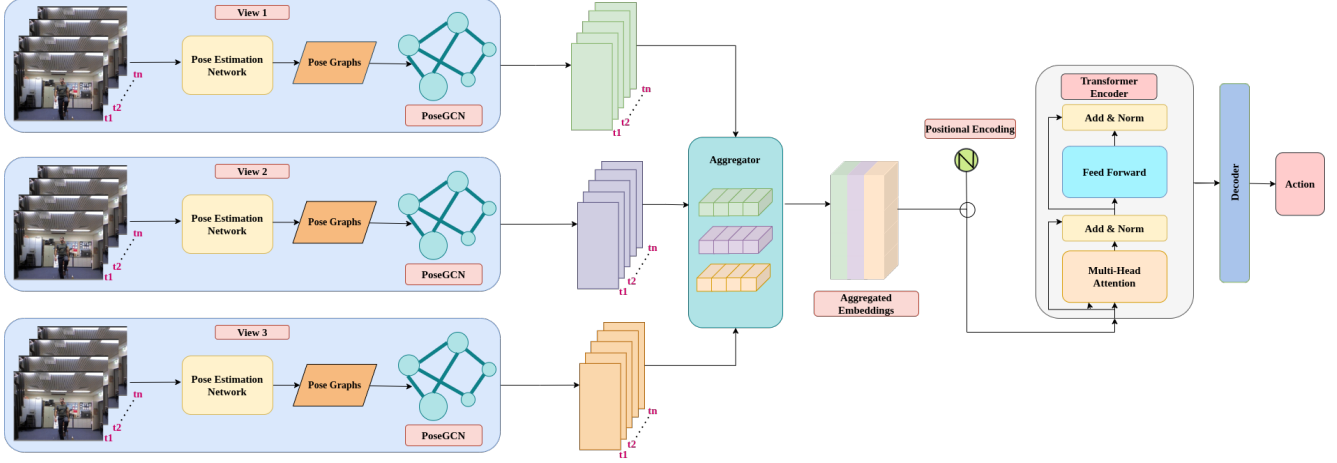 View 1
Pose Estimation
Network
Pose Graphs
PoseGCN
tn
t2
t1
tn
t2
t1
View 2
Pose Estimation
Network
Pose Graphs
PoseGCN
tn
t2
t1
tn
t2
t1
View 3
Pose Estimation
Network
Pose Graphs
PoseGCN
tn
t2
t1
tn
t2
t1
Aggregator
Aggregated
Embeddings
Positional Encoding
Transformer
Encoder
Add & Norm
Feed Forward
Add & Norm
Multi-Head
Attention
Decoder
Action